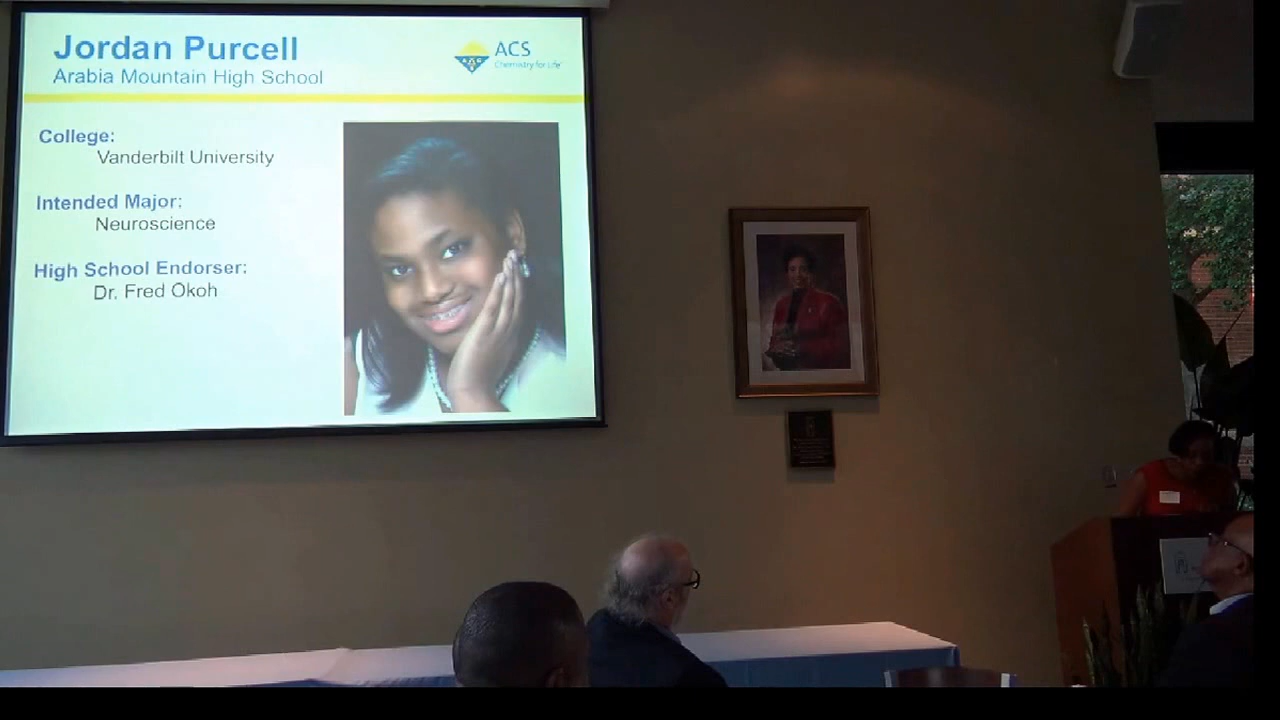 Jordan Purcell
Arabia Mountain High School
ACS
Chemistry for Life
College:
Vanderbilt University
Intended Major:
Neuroscience
High School Endorser:
Dr. Fred Okoh